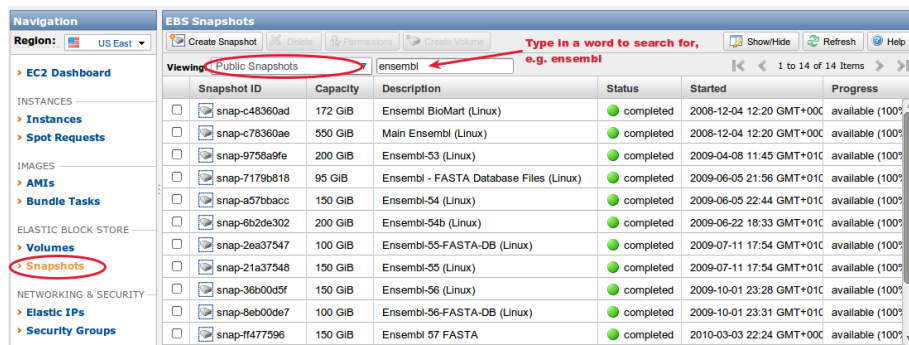 Navigation
Region: US East
EC2 Dashboard
INSTANCES
Instances
Spot Requests
IMAGES
AMIs
Bundle Tasks
ELASTIC BLOCK STORE
Volumes
Snapshots
NETWORKING & SECURITY
Elastic IPs
Security Groups
EBS Snapshots
Create Snapshot Delete Permissions Create Volume Show/Hide Refresh Help
Type in a word to search for,
e.g. ensembl
Viewing: Public Snapshots ensembl 1 to 14 of 14 Items
Snapshot ID Capacity Description Status Started Progress
snap-c48360ad 172 GiB Ensembl BioMart (Linux) completed 2008-12-04 12:20 GMT+000 available (100%
snap-c78360ae 550 GiB Main Ensembl (Linux) completed 2008-12-04 12:20 GMT+000 available (100%
snap-9758a9fe 200 GiB Ensembl-53 (Linux) completed 2009-04-08 11:45 GMT+010 available (100%
snap-7179b818 95 GiB Ensembl - FASTA Database Files (Linux) completed 2009-06-05 21:56 GMT+010 available (100%
snap-a57bbacc 150 GiB Ensembl-54 (Linux) completed 2009-06-05 22:44 GMT+010 available (100%
snap-6b2de302 200 GiB Ensembl-54b (Linux) completed 2009-06-22 18:33 GMT+010 available (100%
snap-2ea37547 100 GiB Ensembl-55-FASTA-DB (Linux) completed 2009-07-11 17:54 GMT+010 available (100%
snap-21a37548 150 GiB Ensembl-55 (Linux) completed 2009-07-11 17:54 GMT+010 available (100%
snap-36b00d5f 150 GiB Ensembl-56 (Linux) completed 2009-10-01 23:28 GMT+010 available (100%
snap-8eb00de7 100 GiB Ensembl-56-FASTA-DB (Linux) completed 2009-10-01 23:31 GMT+010 available (100%
snap-ff477596 150 GiB Ensembl 57 FASTA completed 2010-03-03 22:24 GMT+000 available (100%